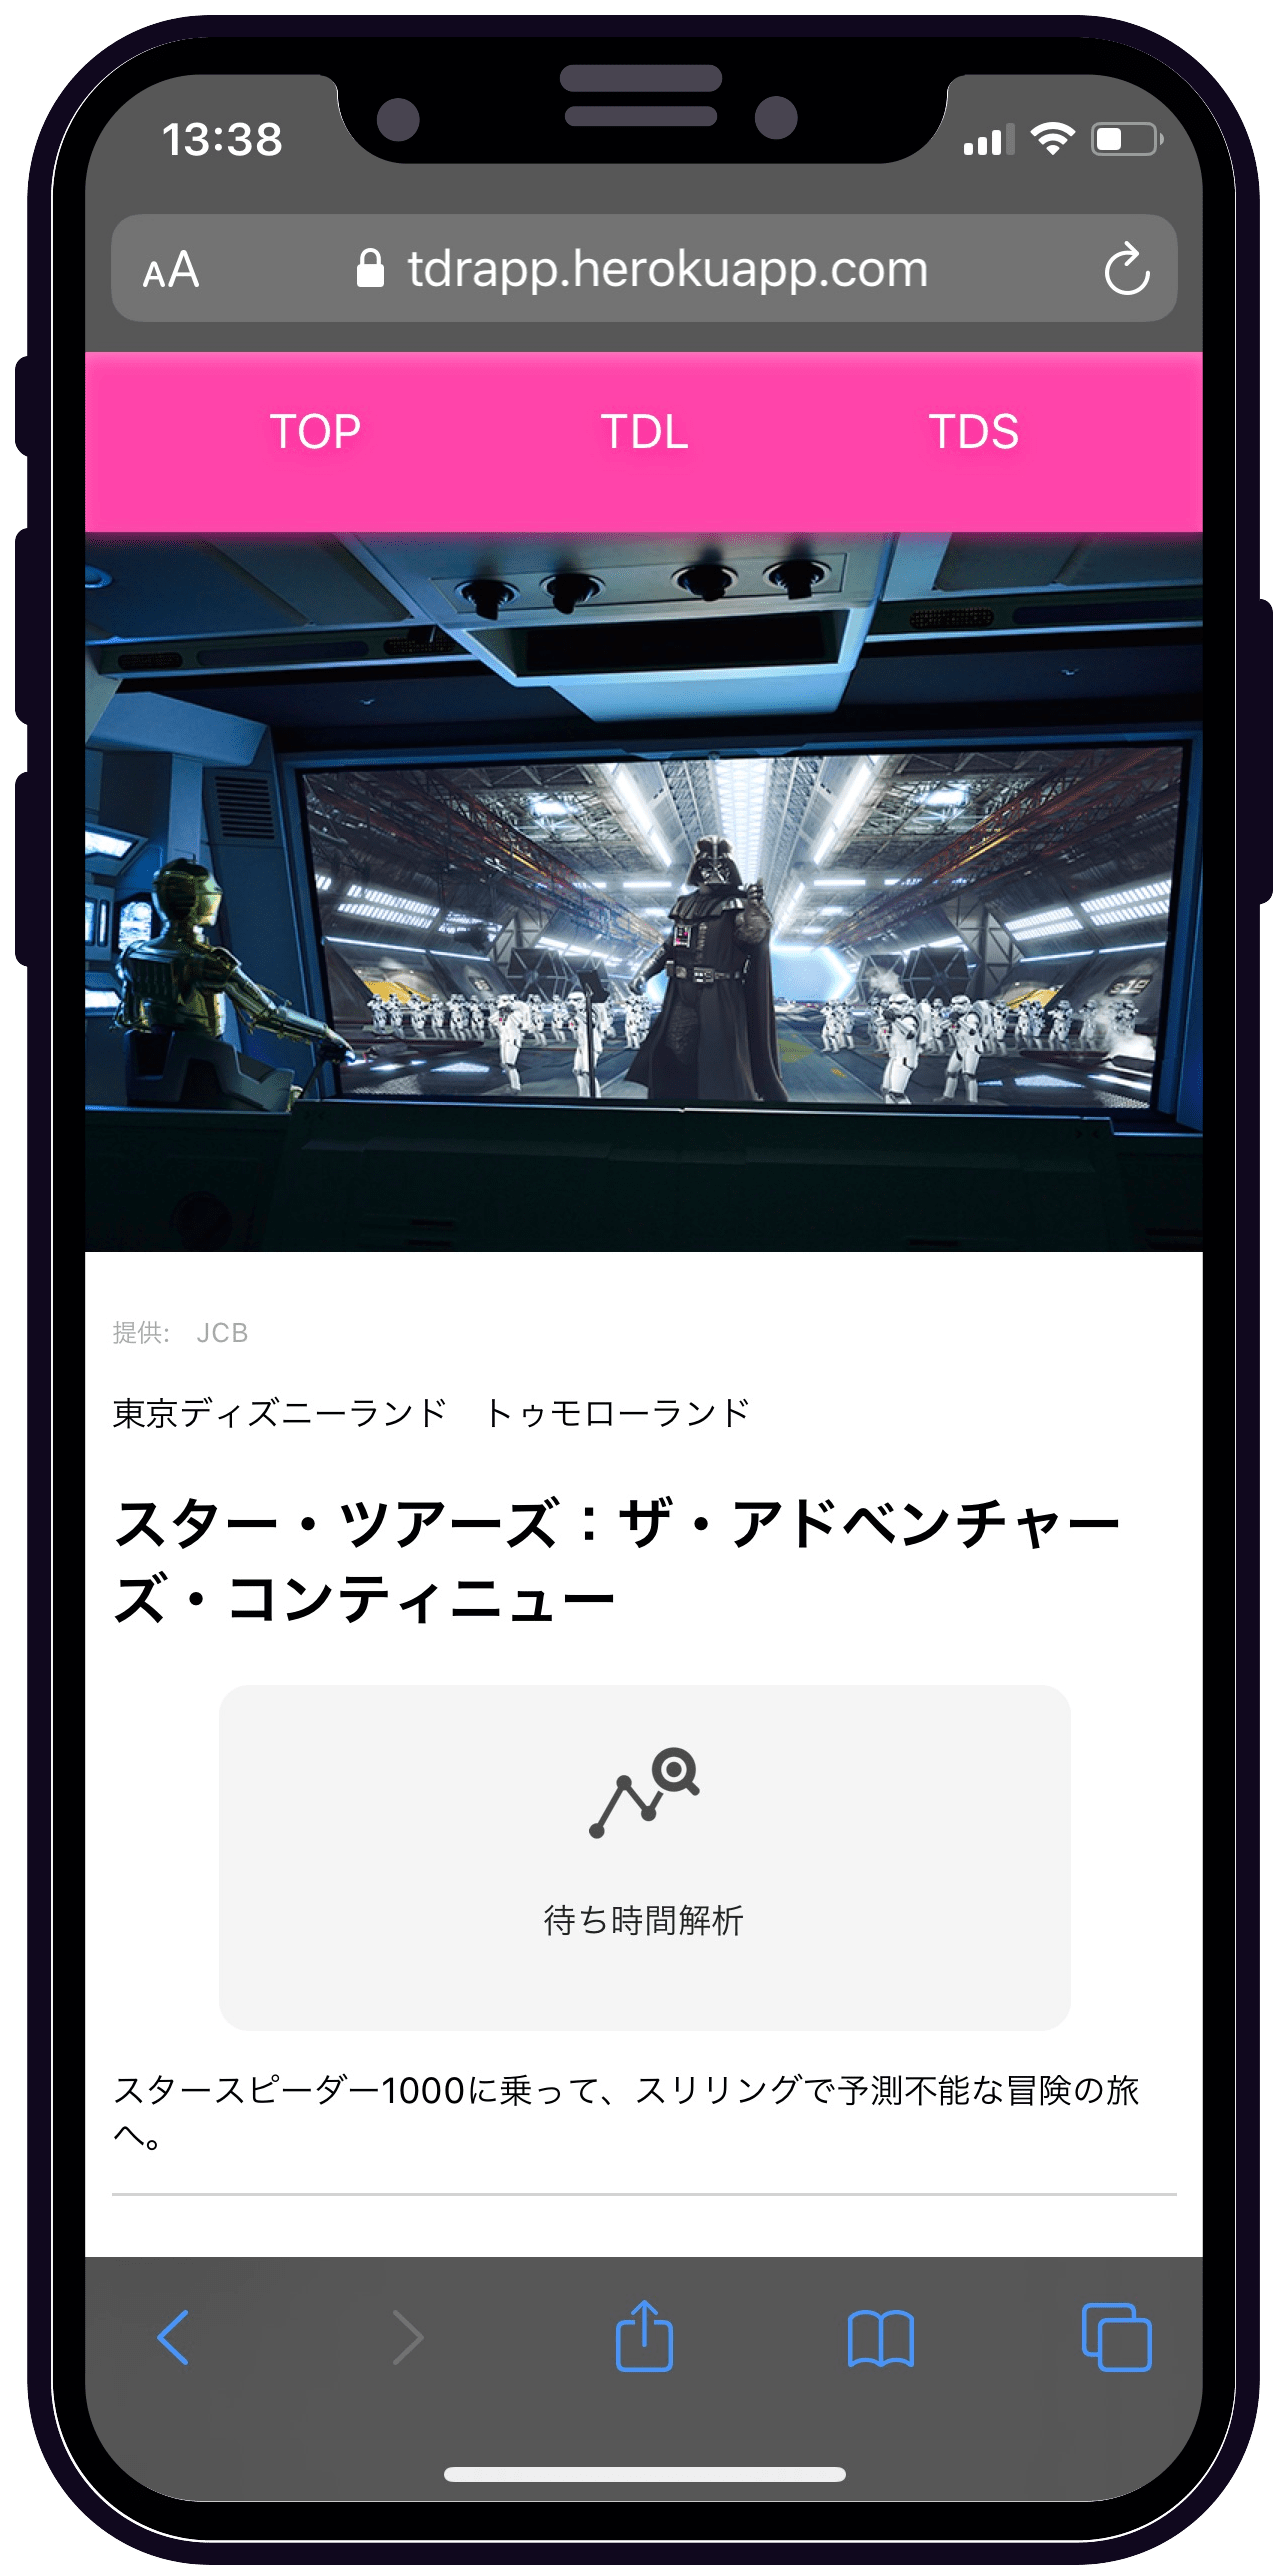 13:38
AA tdrapp.herokuapp.com
TOP TDL TDS
提供: JCB
東京ディズニーランド トゥモローランド
スター・ツアーズ：ザ・アドベンチャー
ズ・コンティニュー
待ち時間解析
スタースピーダー1000に乗って、スリリングで予測不能な冒険の旅
へ。